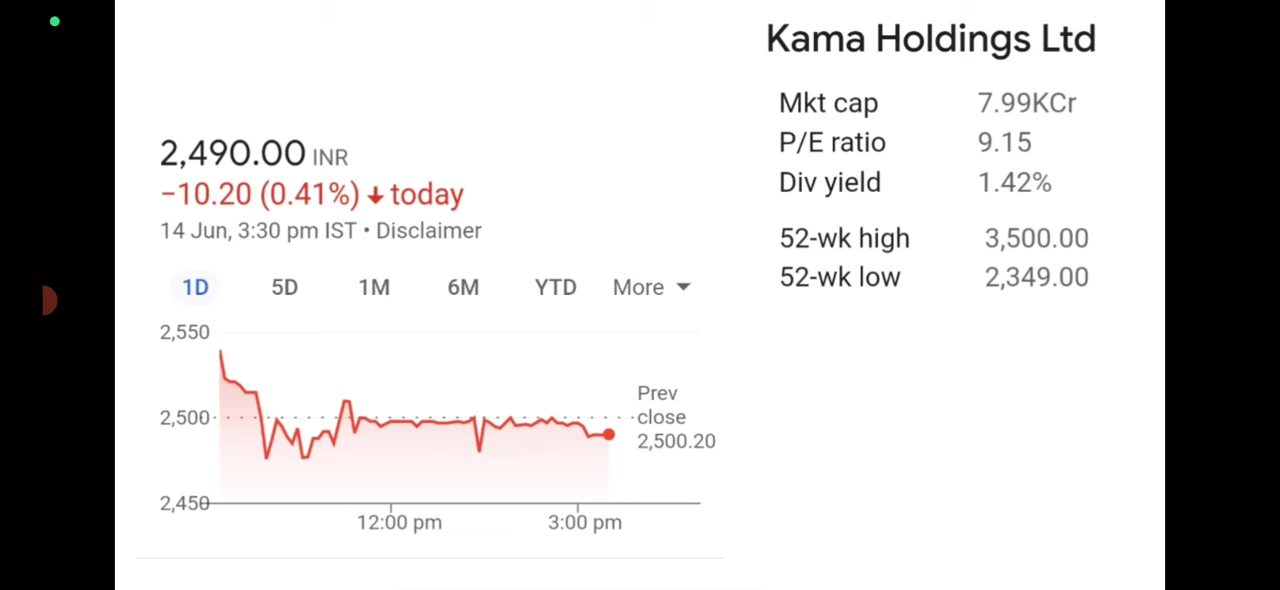 Kama Holdings Ltd
Mkt cap 7.99KCr
P/E ratio 9.15
Div yield 1.42%
52-wk high 3,500.00
52-wk low 2,349.00
2,490.00 INR
−10.20 (0.41%) ↓ today
14 Jun, 3:30 pm IST • Disclaimer
1D 5D 1M 6M YTD More
2,550
2,500
2,450
Prev
close
2,500.20
12:00 pm 3:00 pm